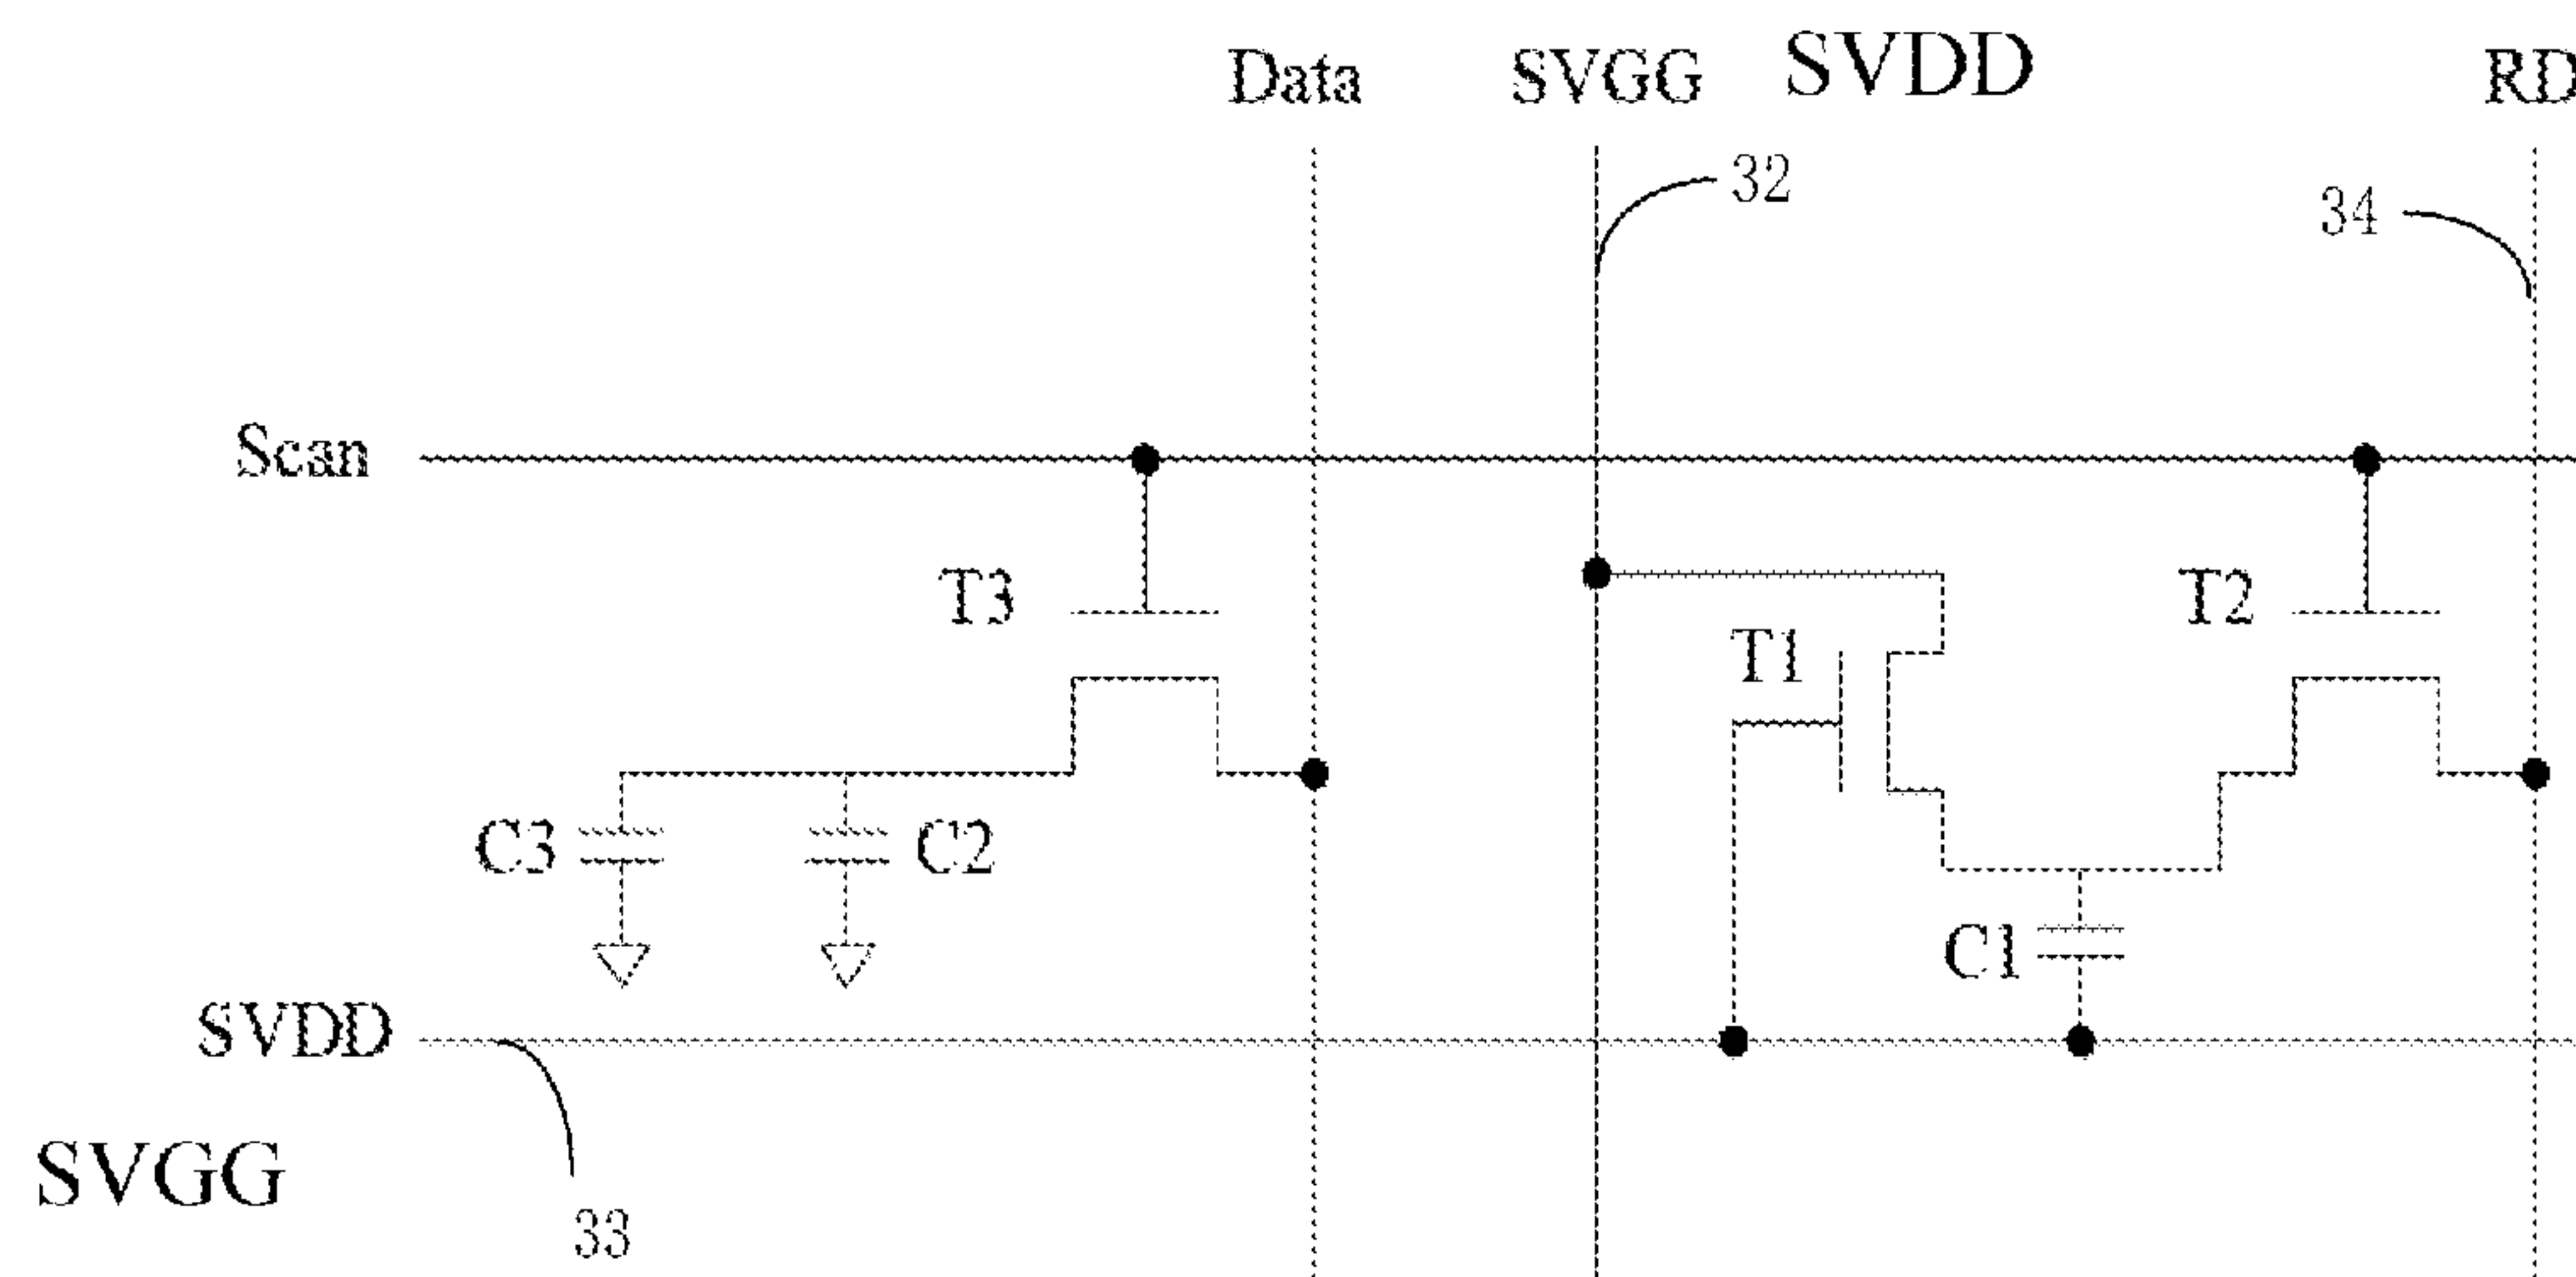 Data SVGG SVDD RD
32
34
Scan
T3 T2
T1
C3 C2
C1
SVDD
SVGG
33